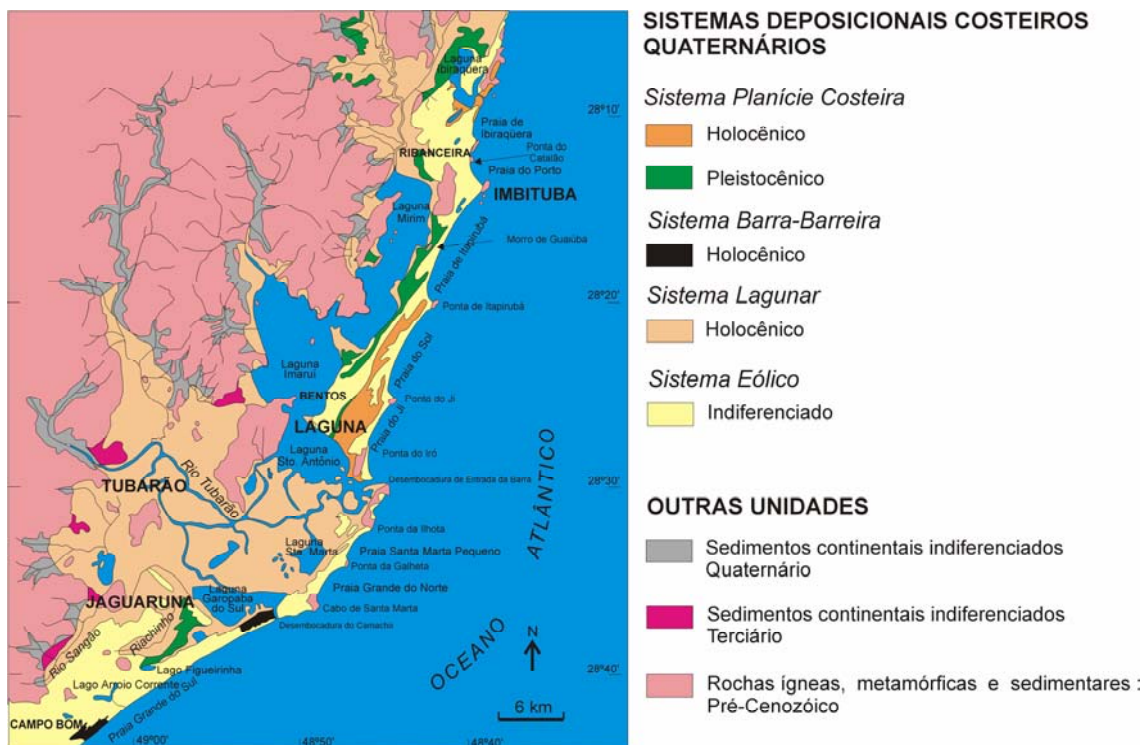 Laguna
Ibiraqüera
28°10'
Praia de
Ibiraqüera
RIBANCEIRA
Ponta do
Catalão
Praia do Porto
IMBITUBA
Laguna
Mirim
Morro de Guaiúba
Praia de Itapirubá
28°20'
Ponta de Itapirubá
Praia do Sol
Laguna
Imaruí
BENTOS
Ponto do Ji
LAGUNA
Praia do Ji
Laguna
Sto. Antônio
Ponta do Iró
Desembocadura de Entrada da Barra
28°30'
TUBARÃO
Rio Tubarão
Ponta da Ilhota
Laguna
Sta. Marta
Praia Santa Marta Pequeno
Ponta da Galheta
Praia Grande do Norte
Laguna
Garopaba
do Sul
Cabo de Santa Marta
JAGUARUNA
Desembocadura do Camachú
Rio Sangão
Riachinho
Lago Figueirinha
28°40'
Lago Arroio Corrente
Praia Grande do Sul
CAMPO BOM
OCEANO
ATLÂNTICO
N
6 km
49°00'
48°50'
48°40'
SISTEMAS DEPOSICIONAIS COSTEIROS
QUATERNÁRIOS
Sistema Planície Costeira
Holocênico
Pleistocênico
Sistema Barra-Barreira
Holocênico
Sistema Lagunar
Holocênico
Sistema Eólico
Indiferenciado
OUTRAS UNIDADES
Sedimentos continentais indiferenciados
Quaternário
Sedimentos continentais indiferenciados
Terciário
Rochas ígneas, metamórficas e sedimentares :
Pré-Cenozóico